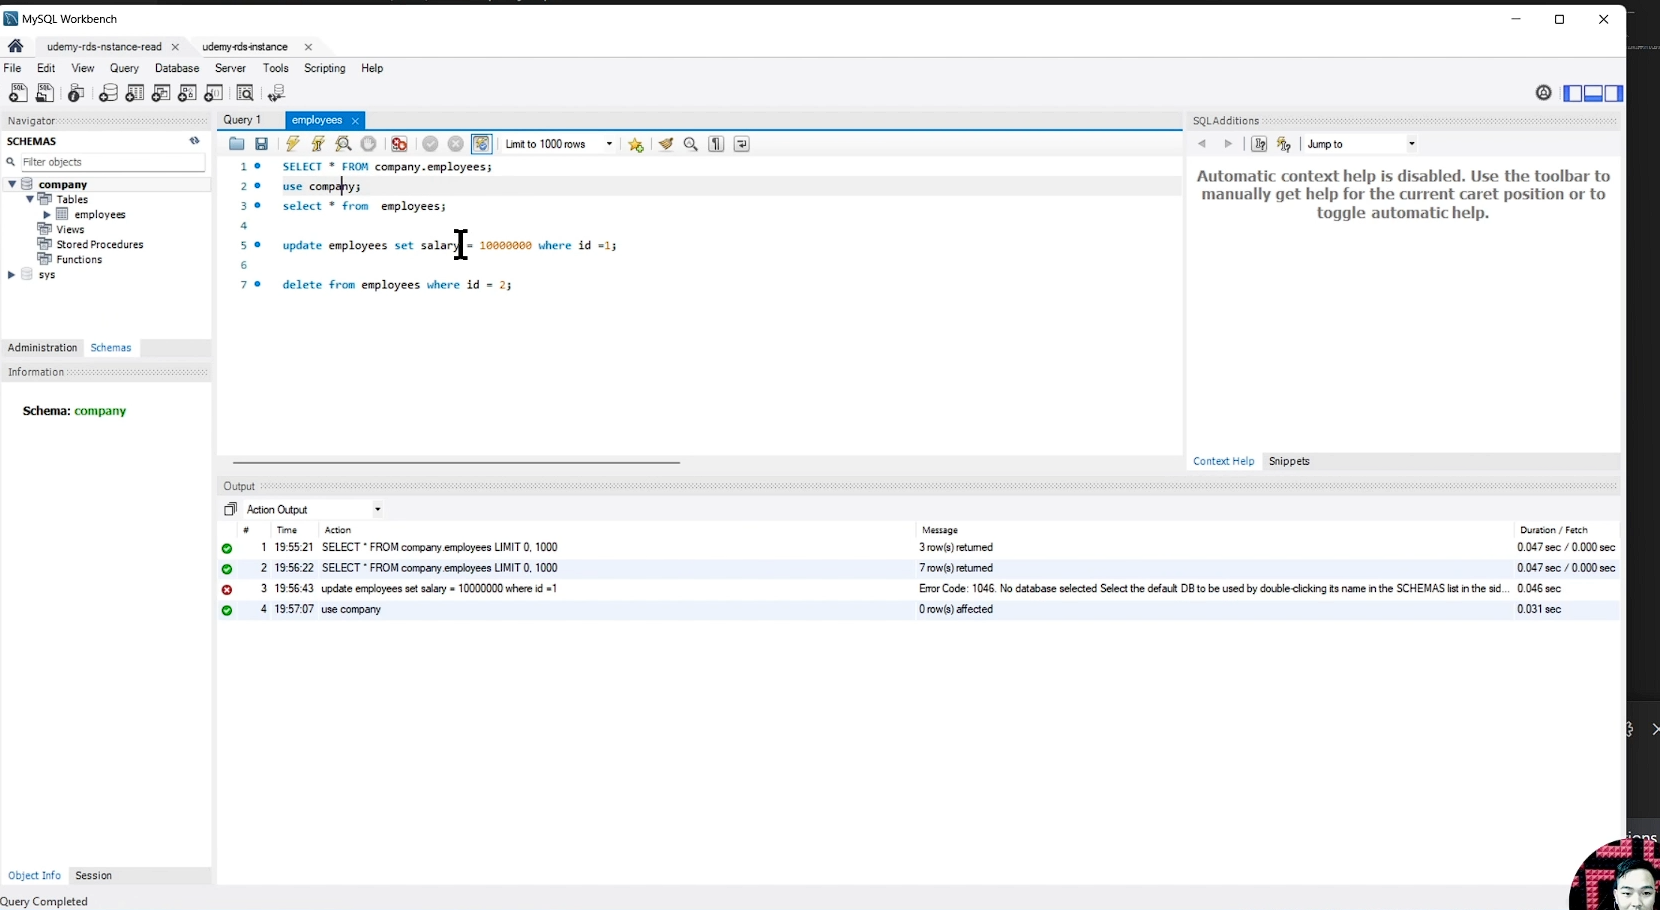 MySQL Workbench
udemy-rds-nstance-read
udemy-rds-instance
File Edit View Query Database Server Tools Scripting Help
Navigator
SCHEMAS
Filter objects
company
Tables
employees
Views
Stored Procedures
Functions
sys
Administration Schemas
Information
Schema: company
Object Info Session
Query 1 employees
Limit to 1000 rows
1 SELECT * FROM company.employees;
2 use company;
3 select * from employees;
4
5 update employees set salary = 10000000 where id =1;
6
7 delete from employees where id = 2;
SQLAdditions
Jump to
Automatic context help is disabled. Use the toolbar to
manually get help for the current caret position or to
toggle automatic help.
Context Help Snippets
Output
Action Output
# Time Action Message Duration / Fetch
1 19:55:21 SELECT * FROM company.employees LIMIT 0, 1000 3 row(s) returned 0.047 sec / 0.000 sec
2 19:56:22 SELECT * FROM company.employees LIMIT 0, 1000 7 row(s) returned 0.047 sec / 0.000 sec
3 19:56:43 update employees set salary = 10000000 where id =1 Error Code: 1046. No database selected Select the default DB to be used by double-clicking its name in the SCHEMAS list in the sid... 0.046 sec
4 19:57:07 use company 0 row(s) affected 0.031 sec
Query Completed
ions